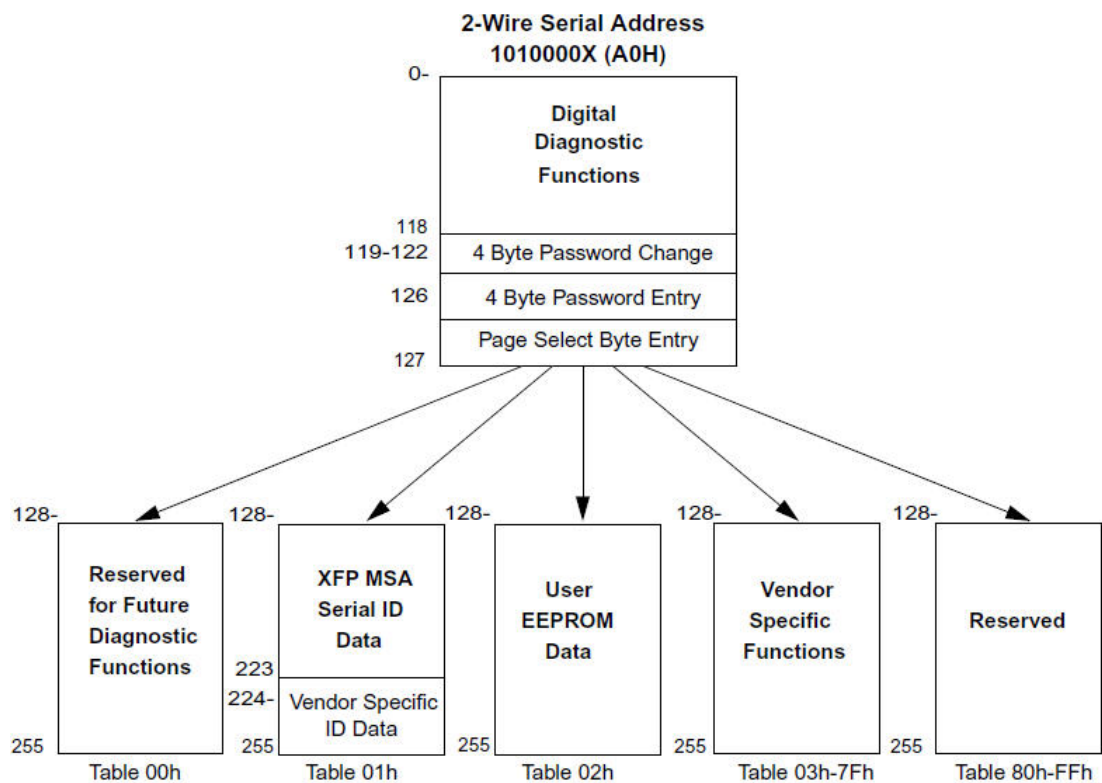 2-Wire Serial Address
1010000X (A0H)
0-
Digital
Diagnostic
Functions
118
119-122
4 Byte Password Change
126
4 Byte Password Entry
Page Select Byte Entry
127
128-
Reserved
for Future
Diagnostic
Functions
255
Table 00h
128-
XFP MSA
Serial ID
Data
223
224-
Vendor Specific
ID Data
255
Table 01h
128-
User
EEPROM
Data
255
Table 02h
128-
Vendor
Specific
Functions
255
Table 03h-7Fh
128-
Reserved
255
Table 80h-FFh